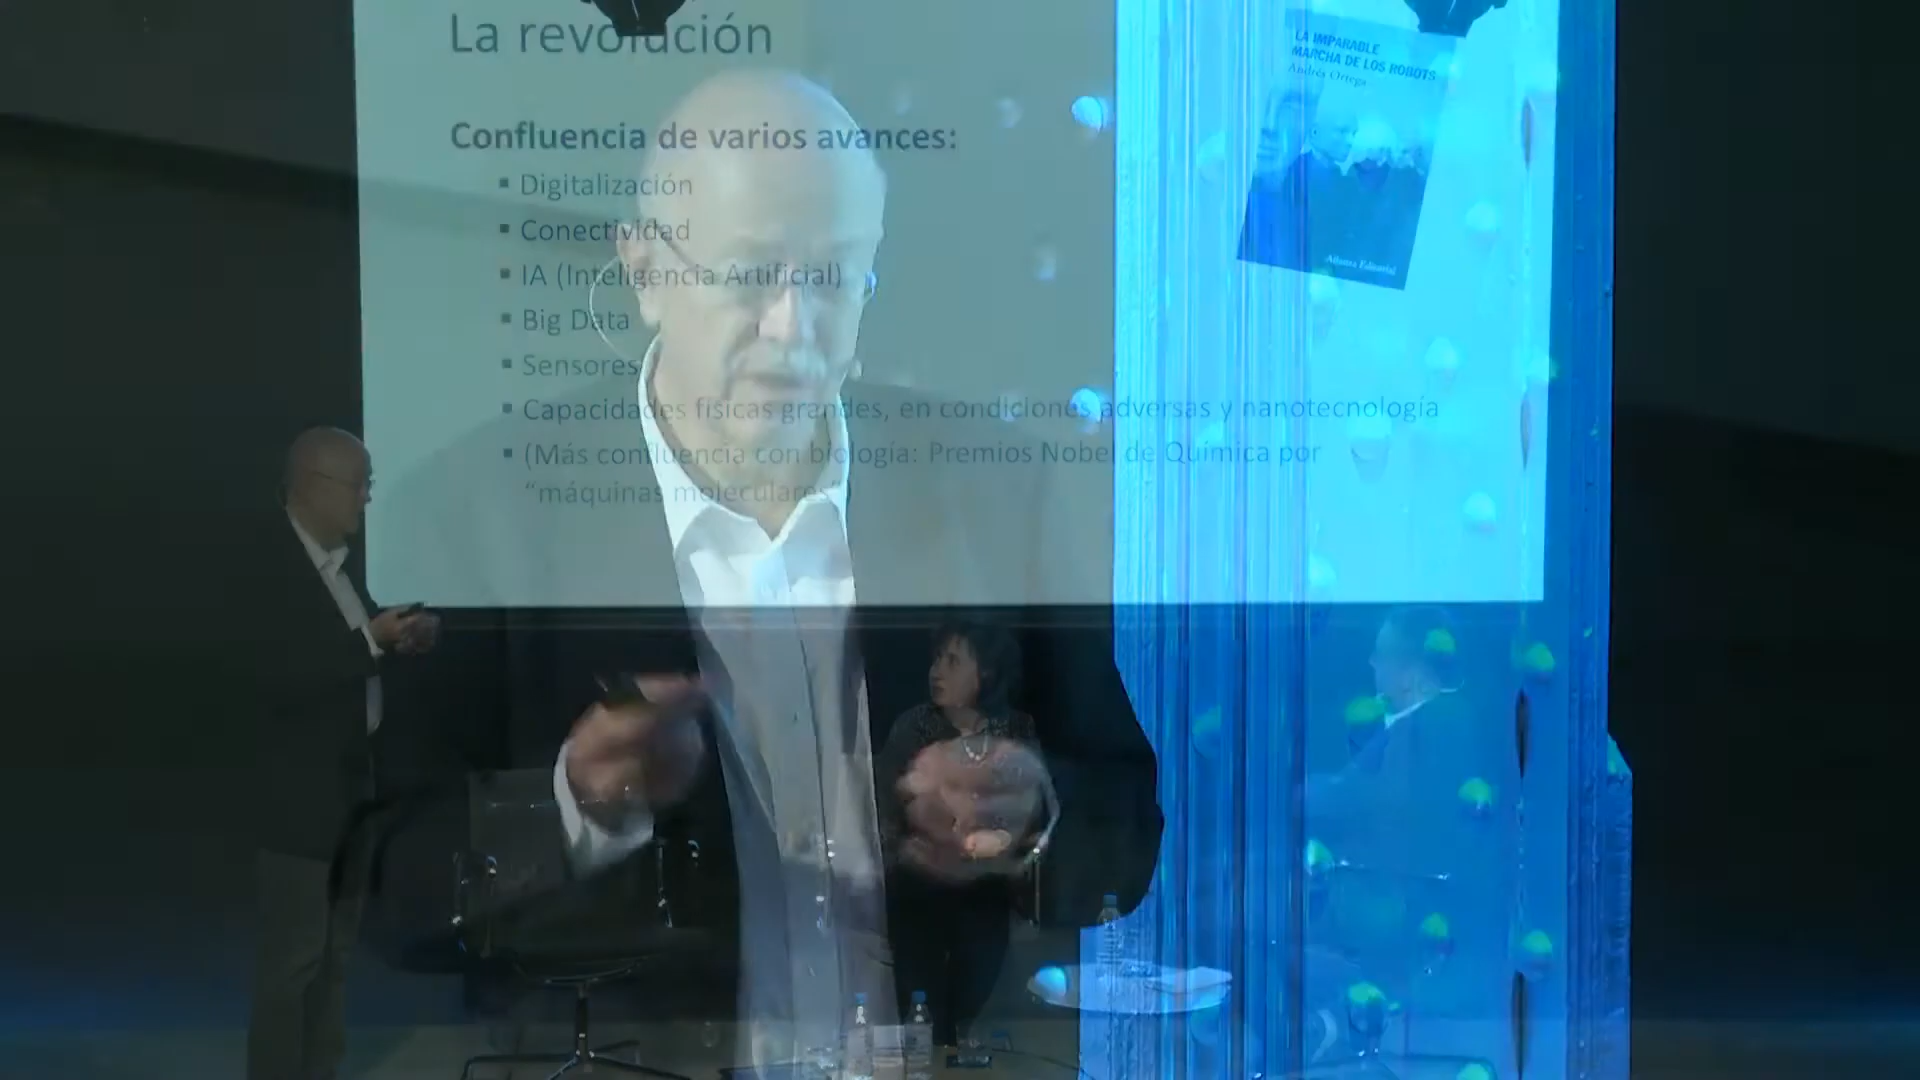 La revolución
LA IMPARABLE
MARCHA DE LOS ROBOTS
Andrés Ortega
Confluencia de varios avances:
▪ Digitalización
▪ Conectividad
▪ IA (Inteligencia Artificial)
▪ Big Data
▪ Sensores
▪ Capacidades físicas grandes, en condiciones adversas y nanotecnología
▪ (Más confluencia con biología: Premios Nobel de Química por
“máquinas moleculares”)
Alianza Editorial